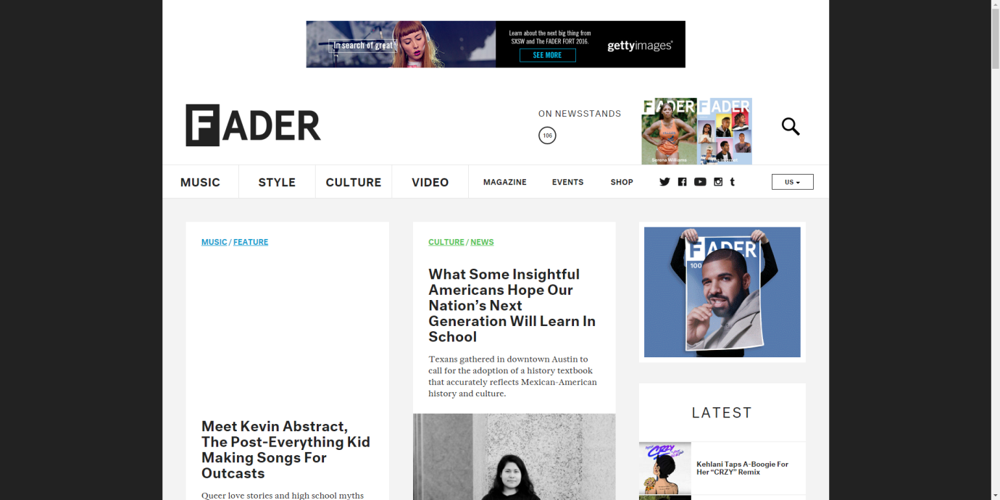 In search of great
Learn about the next big thing from
SXSW and The FADER FORT 2016.
SEE MORE
gettyimages
FADER
ON NEWSSTANDS
106
FADER
FADER
Serena Williams
MUSIC
STYLE
CULTURE
VIDEO
MAGAZINE
EVENTS
SHOP
US
MUSIC / FEATURE
Meet Kevin Abstract,
The Post-Everything Kid
Making Songs For
Outcasts
Queer love stories and high school myths
CULTURE / NEWS
What Some Insightful
Americans Hope Our
Nation’s Next
Generation Will Learn In
School
Texans gathered in downtown Austin to
call for the adoption of a history textbook
that accurately reflects Mexican-American
history and culture.
FADER
100
LATEST
CRZY
Kehlani Taps A-Boogie For
Her “CRZY” Remix